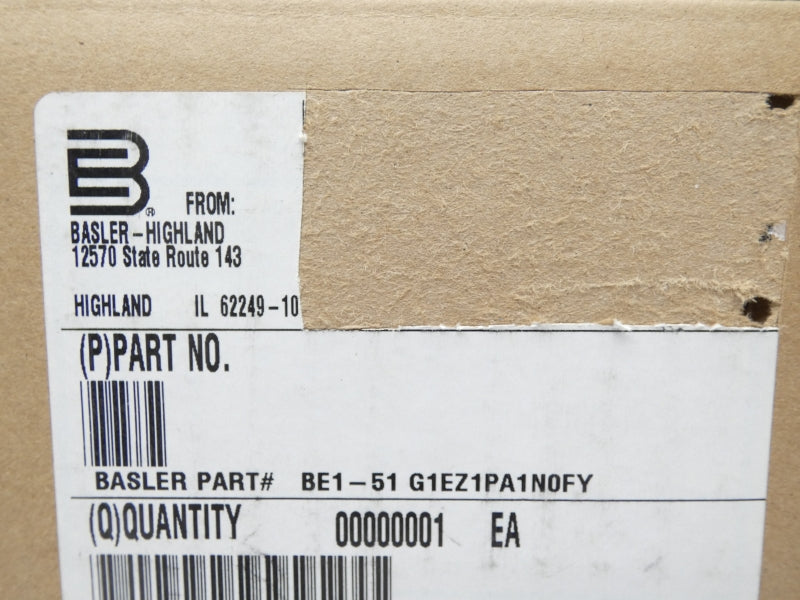 FROM:
BASLER-HIGHLAND
12570 State Route 143
HIGHLAND IL 62249-10
(P)PART NO.
BASLER PART# BE1-51 G1EZ1PA1N0FY
(Q)QUANTITY 00000001 EA